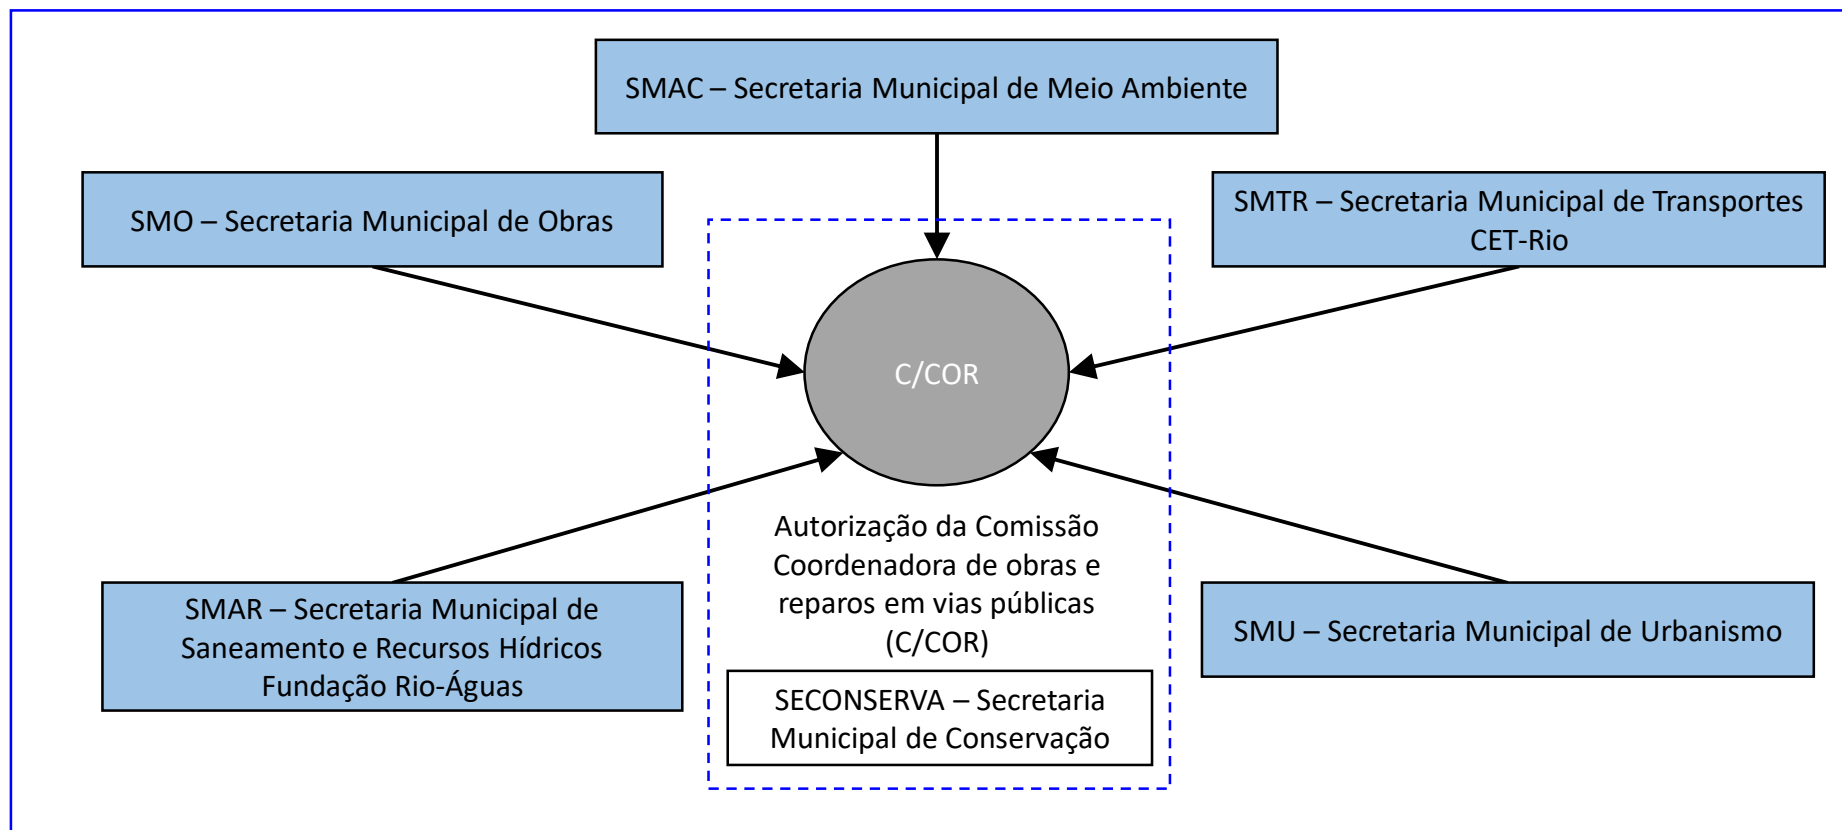 SMAC – Secretaria Municipal de Meio Ambiente
SMO – Secretaria Municipal de Obras
SMTR – Secretaria Municipal de Transportes
CET-Rio
C/COR
Autorização da Comissão
Coordenadora de obras e
reparos em vias públicas
(C/COR)
SMAR – Secretaria Municipal de
Saneamento e Recursos Hídricos
Fundação Rio-Águas
SMU – Secretaria Municipal de Urbanismo
SECONSERVA – Secretaria
Municipal de Conservação